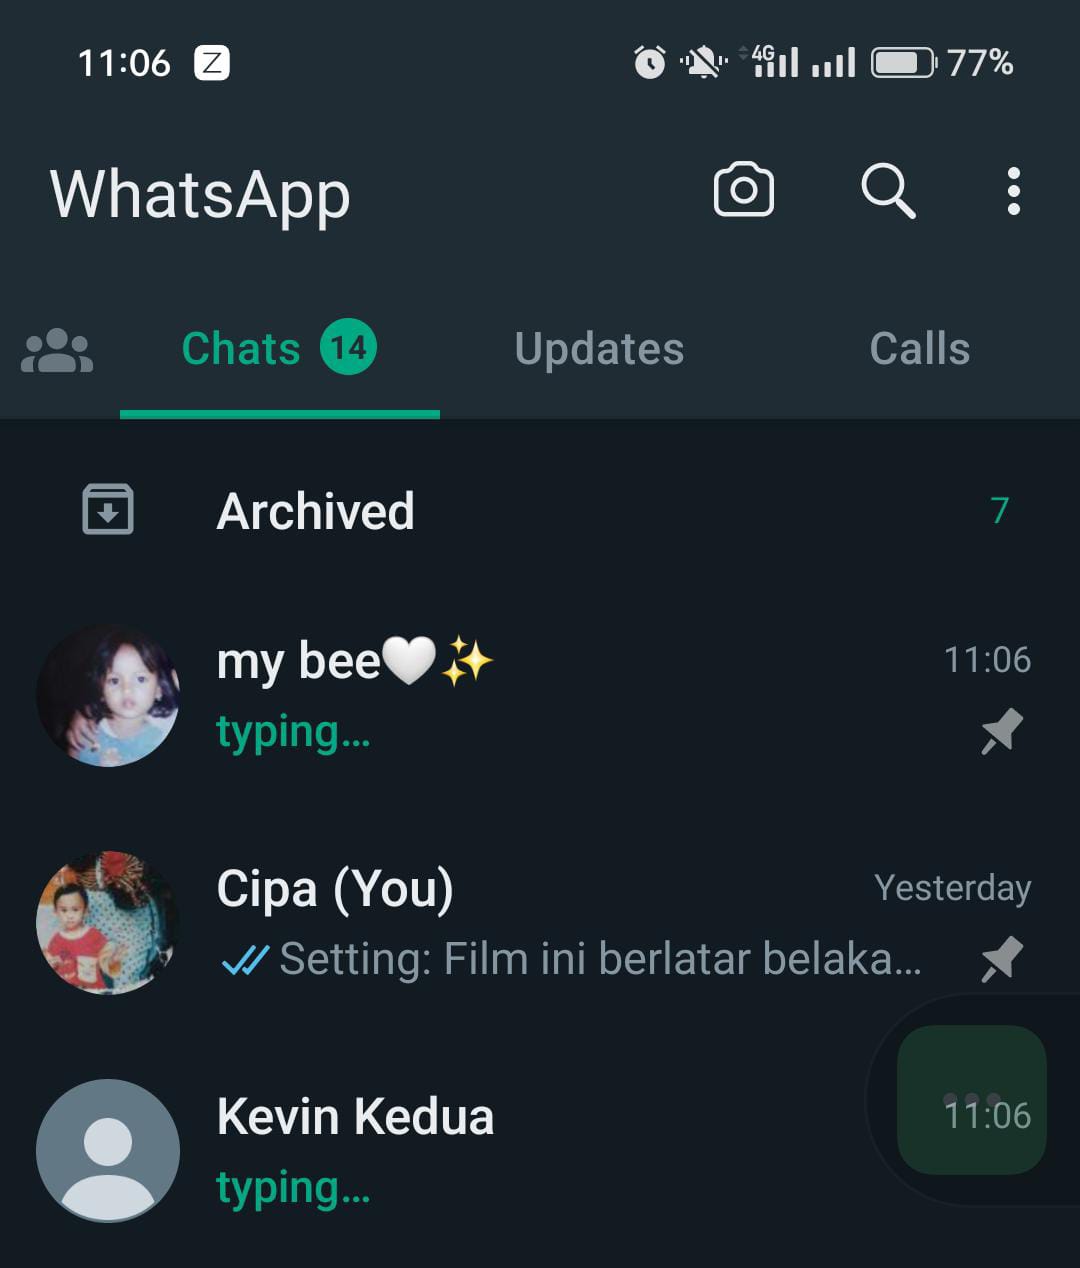 11:06 Z 4G 77%
WhatsApp
Chats 14 Updates Calls
Archived 7
my bee🤍✨ 11:06
typing...
Cipa (You) Yesterday
Setting: Film ini berlatar belaka...
Kevin Kedua 11:06
typing...